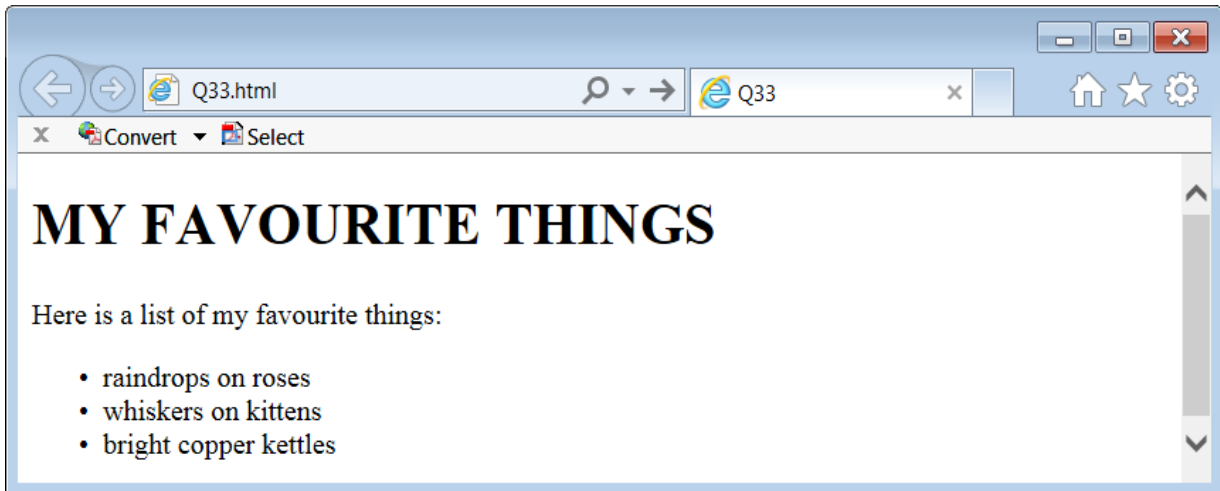 Q33.html
Q33
x Convert Select
MY FAVOURITE THINGS
Here is a list of my favourite things:
• raindrops on roses
• whiskers on kittens
• bright copper kettles